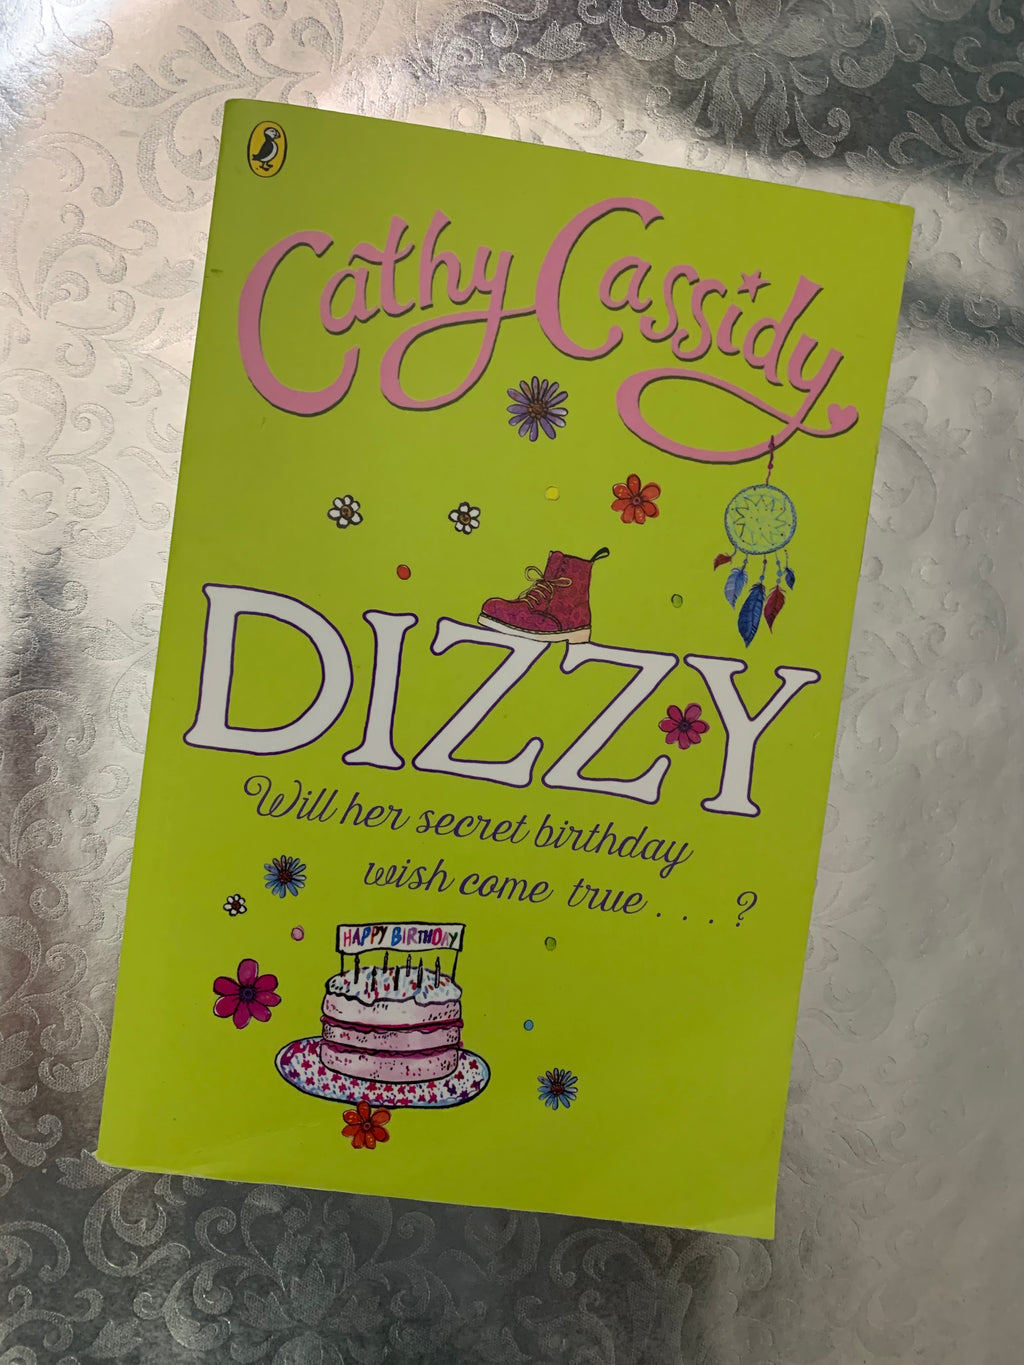 Cathy Cassidy
DIZZY
Will her secret birthday
wish come true . . . ?
HAPPY BIRTHDAY